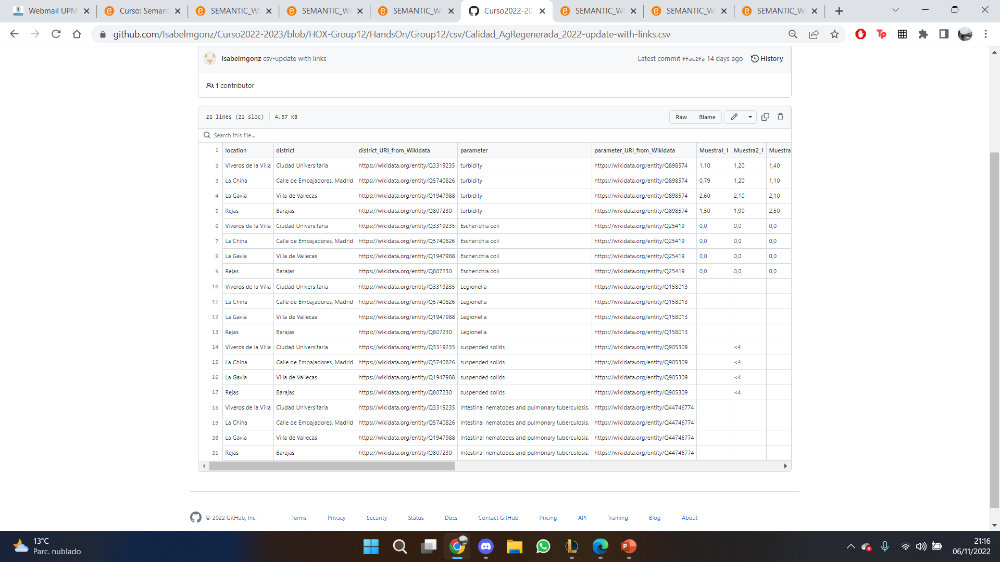 Webmail UPM
Curso: Semant
SEMANTIC_WE
SEMANTIC_WE
SEMANTIC_WE
Curso2022-20
SEMANTIC_WE
SEMANTIC_WE
SEMANTIC_WE
github.com/Isabelmgonz/Curso2022-2023/blob/HOX-Group12/HandsOn/Group12/csv/Calidad_AgRegenerada_2022-update-with-links.csv
Isabelmgonz csv-update with links
Latest commit ffac2fa 14 days ago
History
1 contributor
21 lines (21 sloc) 4.57 KB
Raw Blame
Search this file...
1 location district district_URI_from_Wikidata parameter parameter_URI_from_Wikidata Muestra1_1 Muestra2_1 Muestra
2 Viveros de la Villa Ciudad Universitaria https://wikidata.org/entity/Q3319235 turbidity https://wikidata.org/entity/Q898574 1,10 1,20 1,40
3 La China Calle de Embajadores, Madrid https://wikidata.org/entity/Q5740826 turbidity https://wikidata.org/entity/Q898574 0,79 1,20 1,10
4 La Gavia Villa de Vallecas https://wikidata.org/entity/Q1947988 turbidity https://wikidata.org/entity/Q898574 2,60 2,10 2,10
5 Rejas Barajas https://wikidata.org/entity/Q807230 turbidity https://wikidata.org/entity/Q898574 1,50 1,90 2,50
6 Viveros de la Villa Ciudad Universitaria https://wikidata.org/entity/Q3319235 Escherichia coli https://wikidata.org/entity/Q25419 0,0 0,0 0,0
7 La China Calle de Embajadores, Madrid https://wikidata.org/entity/Q5740826 Escherichia coli https://wikidata.org/entity/Q25419 0,0 0,0 0,0
8 La Gavia Villa de Vallecas https://wikidata.org/entity/Q1947988 Escherichia coli https://wikidata.org/entity/Q25419 0,0 0,0 0,0
9 Rejas Barajas https://wikidata.org/entity/Q807230 Escherichia coli https://wikidata.org/entity/Q25419 0,0 0,0 0,0
10 Viveros de la Villa Ciudad Universitaria https://wikidata.org/entity/Q3319235 Legionella https://wikidata.org/entity/Q158013
11 La China Calle de Embajadores, Madrid https://wikidata.org/entity/Q5740826 Legionella https://wikidata.org/entity/Q158013
12 La Gavia Villa de Vallecas https://wikidata.org/entity/Q1947988 Legionella https://wikidata.org/entity/Q158013
13 Rejas Barajas https://wikidata.org/entity/Q807230 Legionella https://wikidata.org/entity/Q158013
14 Viveros de la Villa Ciudad Universitaria https://wikidata.org/entity/Q3319235 suspended solids https://wikidata.org/entity/Q905309 <4
15 La China Calle de Embajadores, Madrid https://wikidata.org/entity/Q5740826 suspended solids https://wikidata.org/entity/Q905309 <4
16 La Gavia Villa de Vallecas https://wikidata.org/entity/Q1947988 suspended solids https://wikidata.org/entity/Q905309 <4
17 Rejas Barajas https://wikidata.org/entity/Q807230 suspended solids https://wikidata.org/entity/Q905309 <4
18 Viveros de la Villa Ciudad Universitaria https://wikidata.org/entity/Q3319235 Intestinal nematodes and pulmonary tuberculosis. https://wikidata.org/entity/Q44746774
19 La China Calle de Embajadores, Madrid https://wikidata.org/entity/Q5740826 Intestinal nematodes and pulmonary tuberculosis. https://wikidata.org/entity/Q44746774
20 La Gavia Villa de Vallecas https://wikidata.org/entity/Q1947988 Intestinal nematodes and pulmonary tuberculosis. https://wikidata.org/entity/Q44746774
21 Rejas Barajas https://wikidata.org/entity/Q807230 Intestinal nematodes and pulmonary tuberculosis. https://wikidata.org/entity/Q44746774
© 2022 GitHub, Inc. Terms Privacy Security Status Docs Contact GitHub Pricing API Training Blog About
13°C
Parc. nublado
21:16
06/11/2022